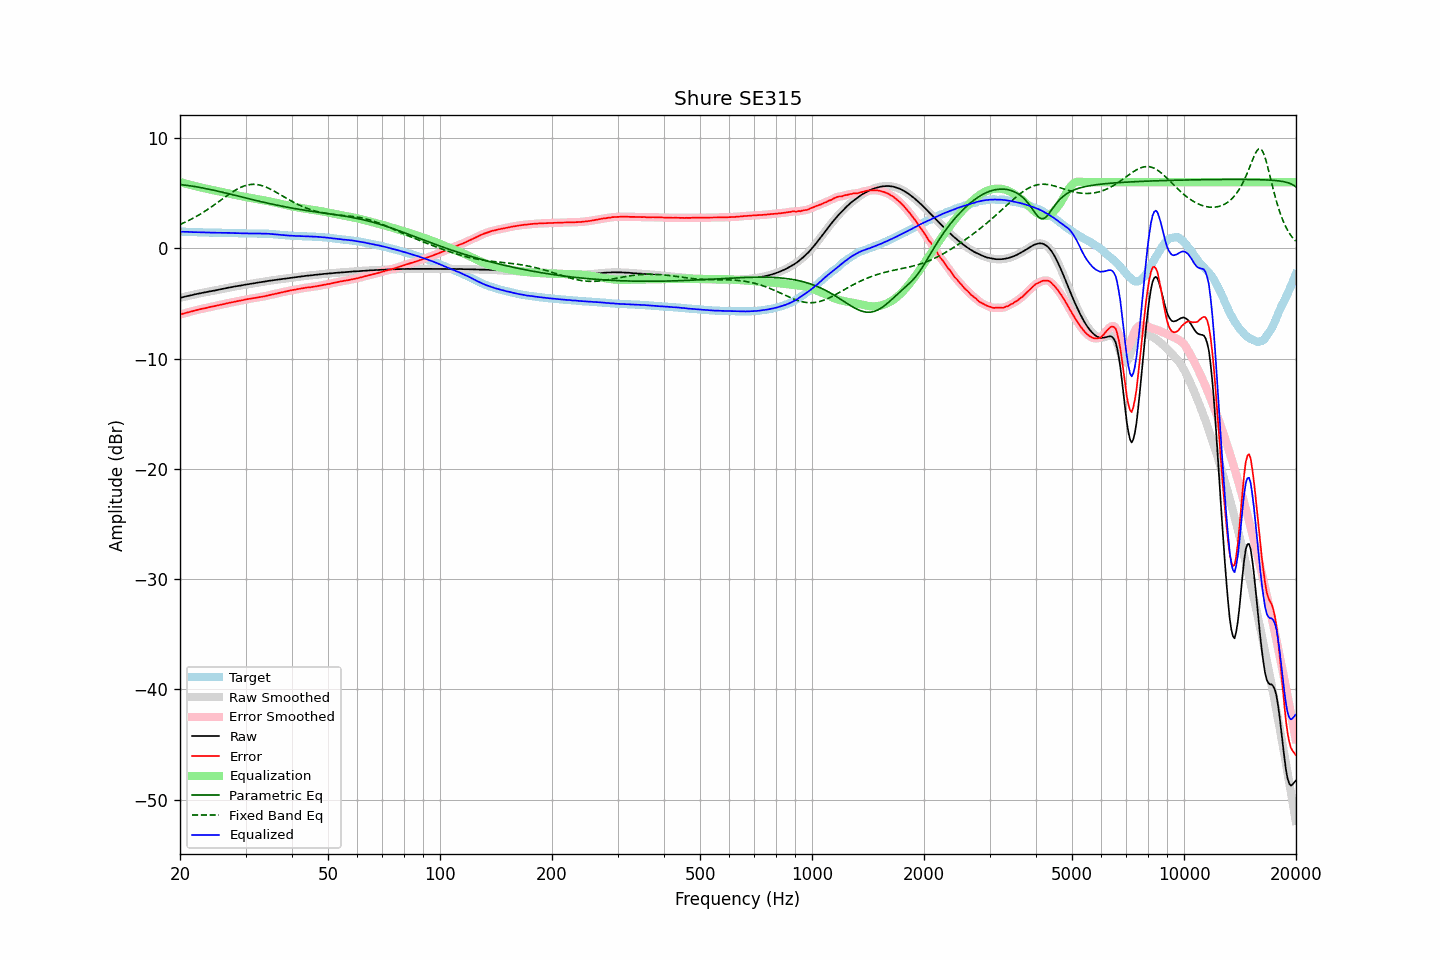 Shure SE315
Amplitude (dBr)
10
0
−10
−20
−30
−40
−50
Target
Raw Smoothed
Error Smoothed
Raw
Error
Equalization
Parametric Eq
Fixed Band Eq
Equalized
20 50 100 200 500 1000 2000 5000 10000 20000
Frequency (Hz)